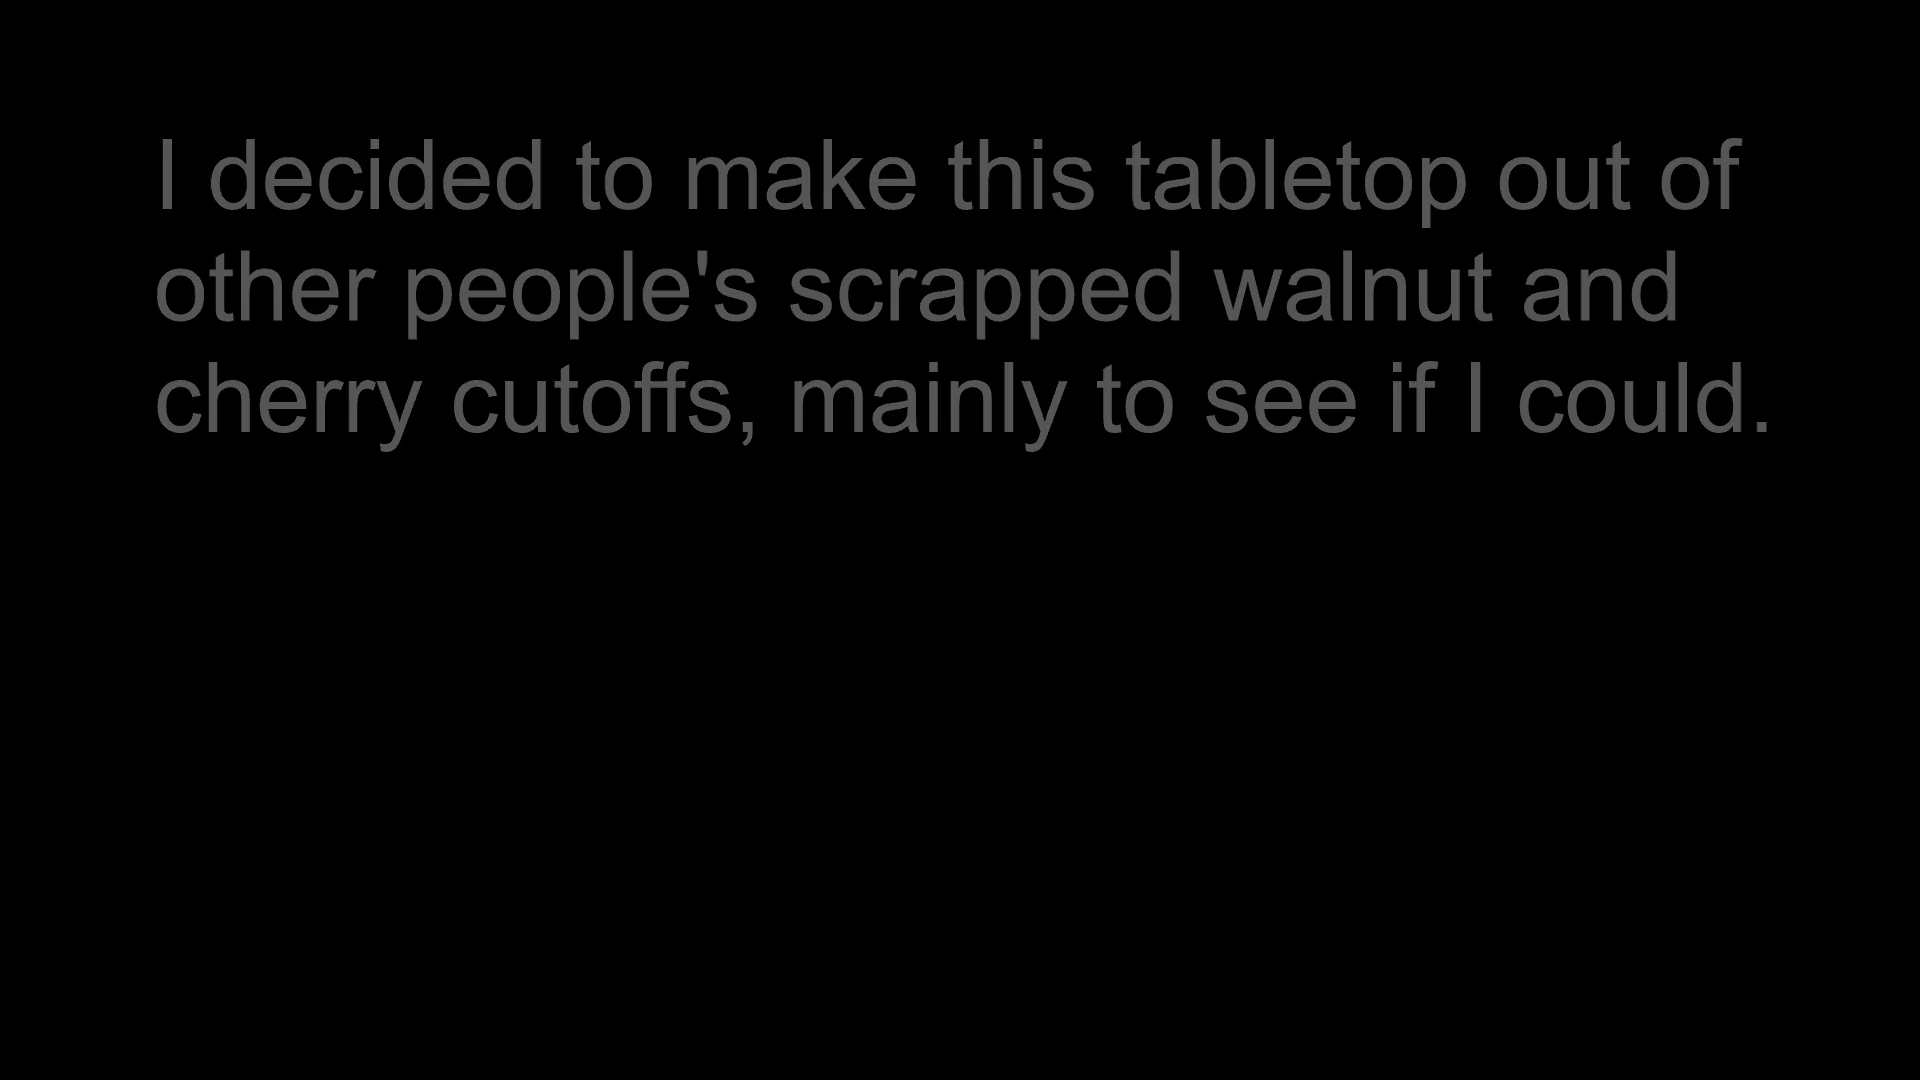 I decided to make this tabletop out of
other people's scrapped walnut and
cherry cutoffs, mainly to see if I could.